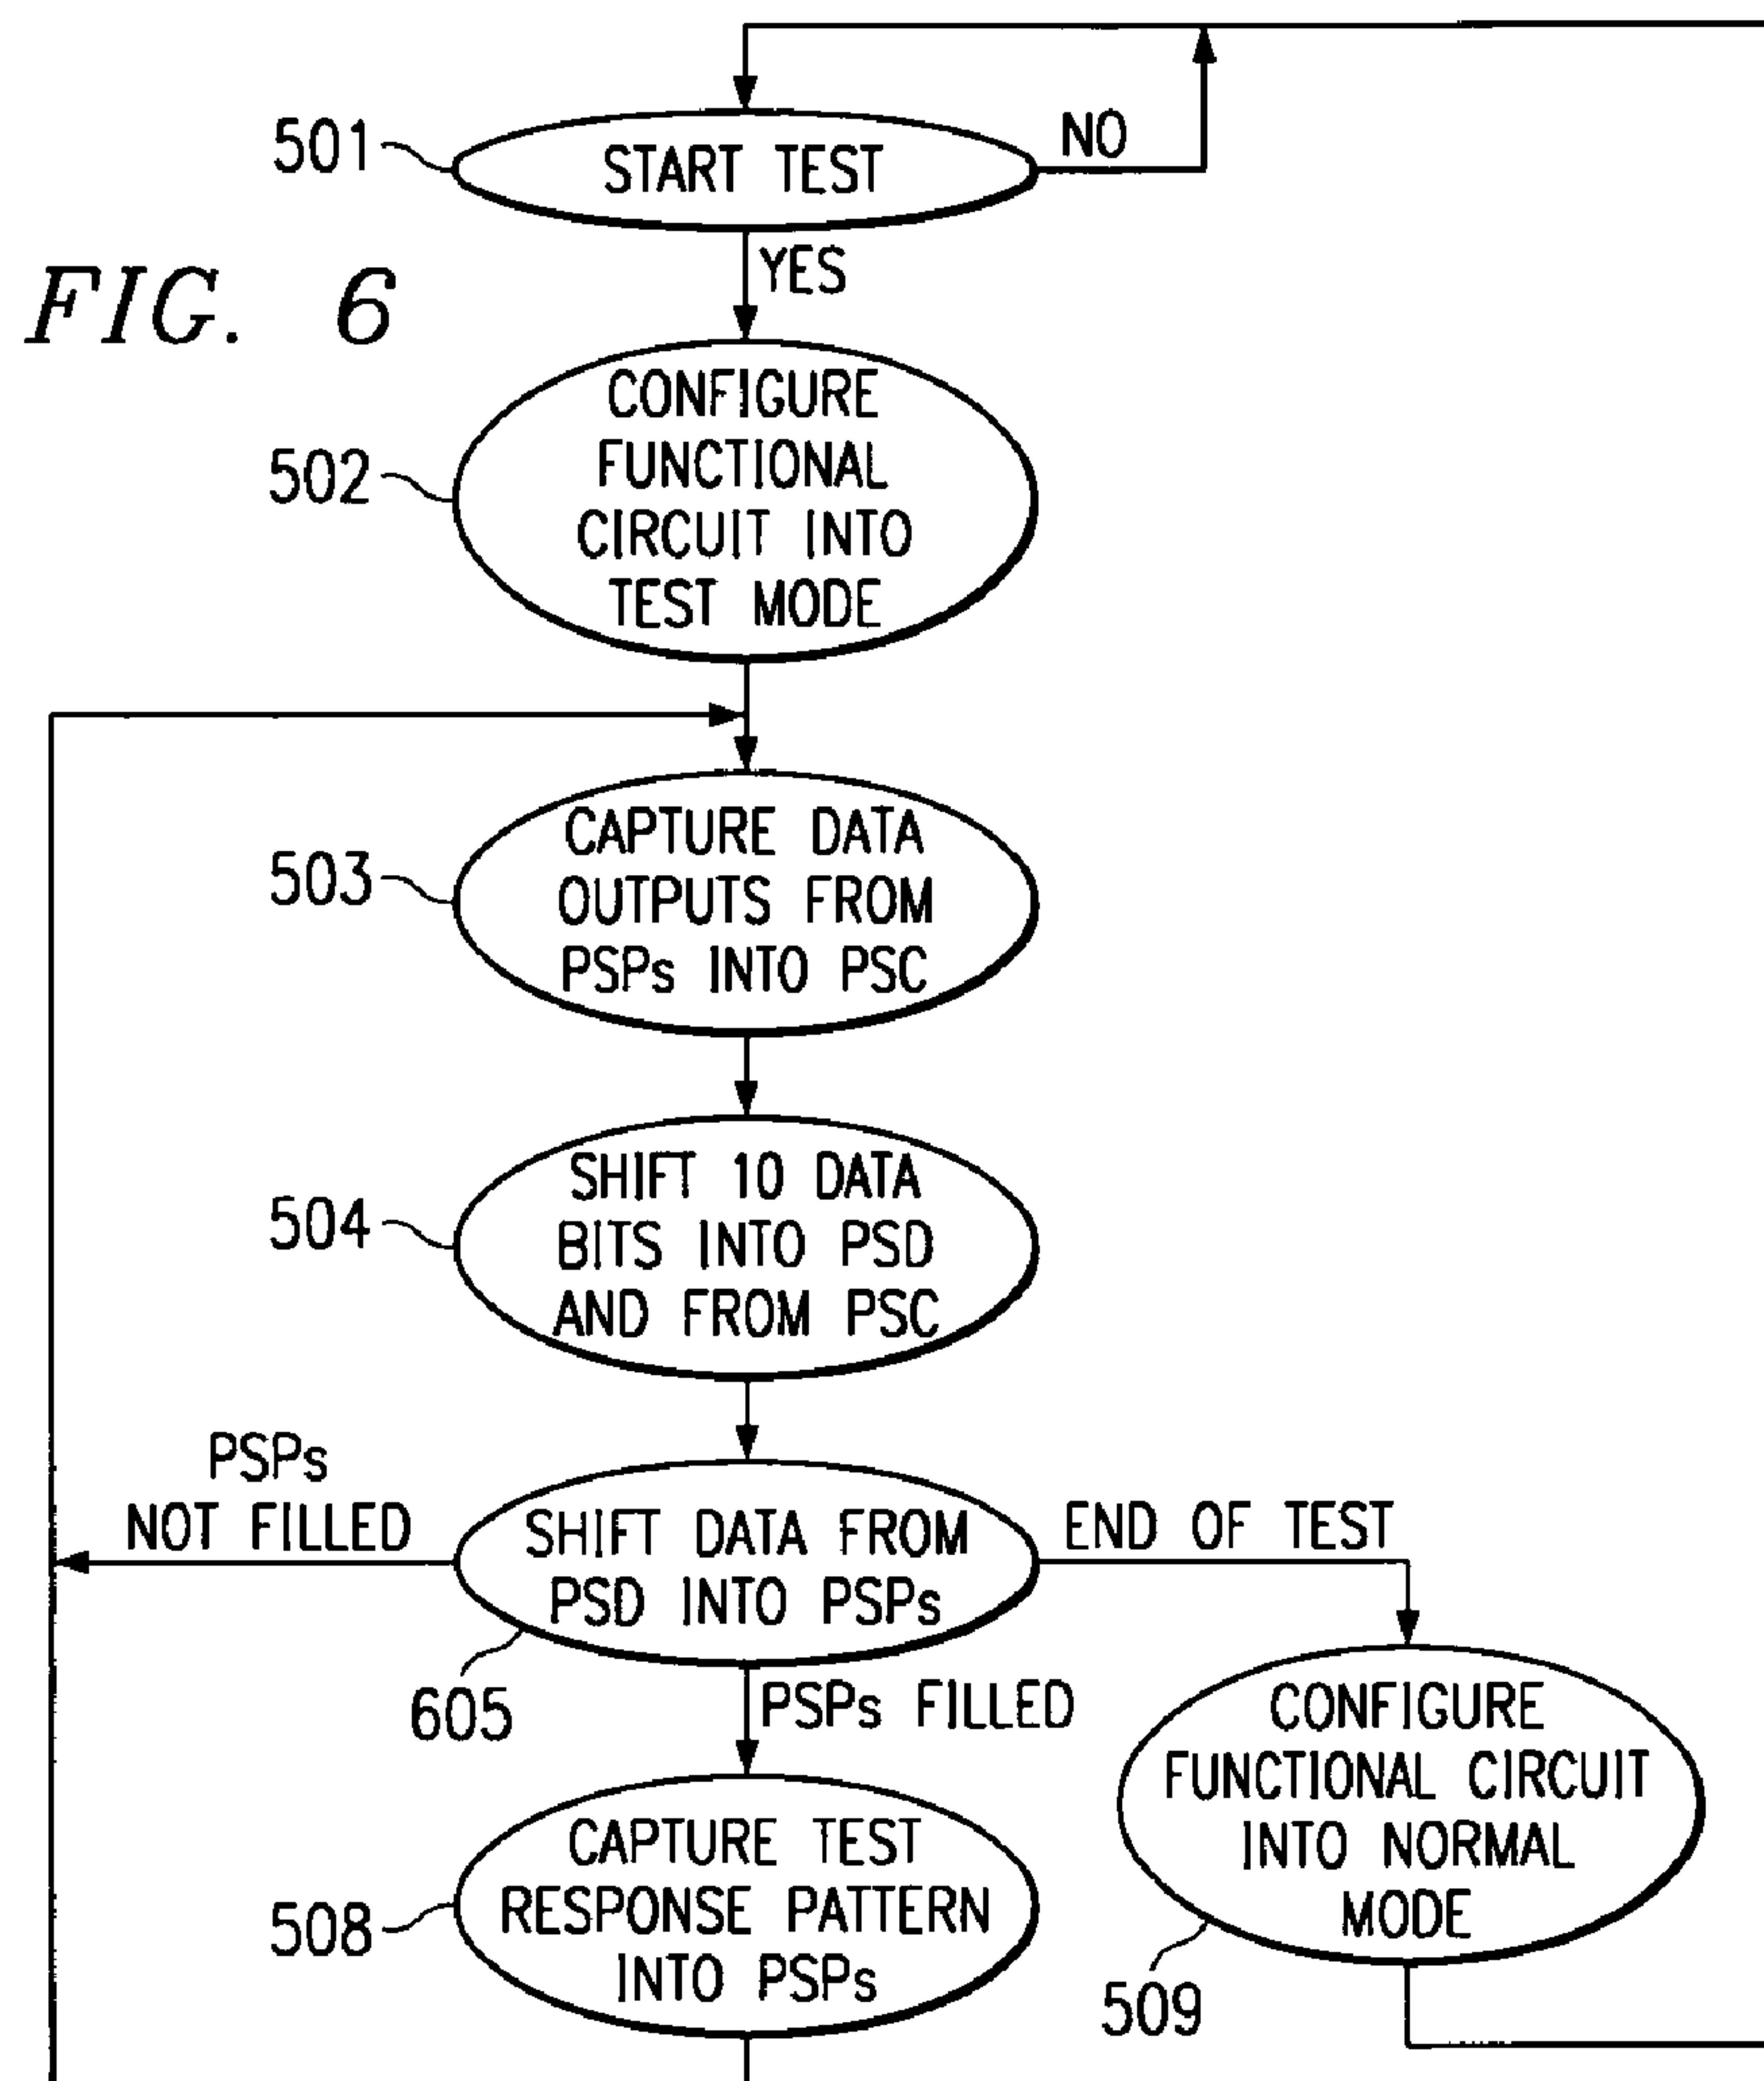 501
START TEST
NO
YES
FIG. 6
502
CONFIGURE
FUNCTIONAL
CIRCUIT INTO
TEST MODE
503
CAPTURE DATA
OUTPUTS FROM
PSPs INTO PSC
504
SHIFT 10 DATA
BITS INTO PSD
AND FROM PSC
PSPs
NOT FILLED
SHIFT DATA FROM
PSD INTO PSPs
END OF TEST
605
PSPs FILLED
CONFIGURE
FUNCTIONAL CIRCUIT
INTO NORMAL
MODE
509
508
CAPTURE TEST
RESPONSE PATTERN
INTO PSPs